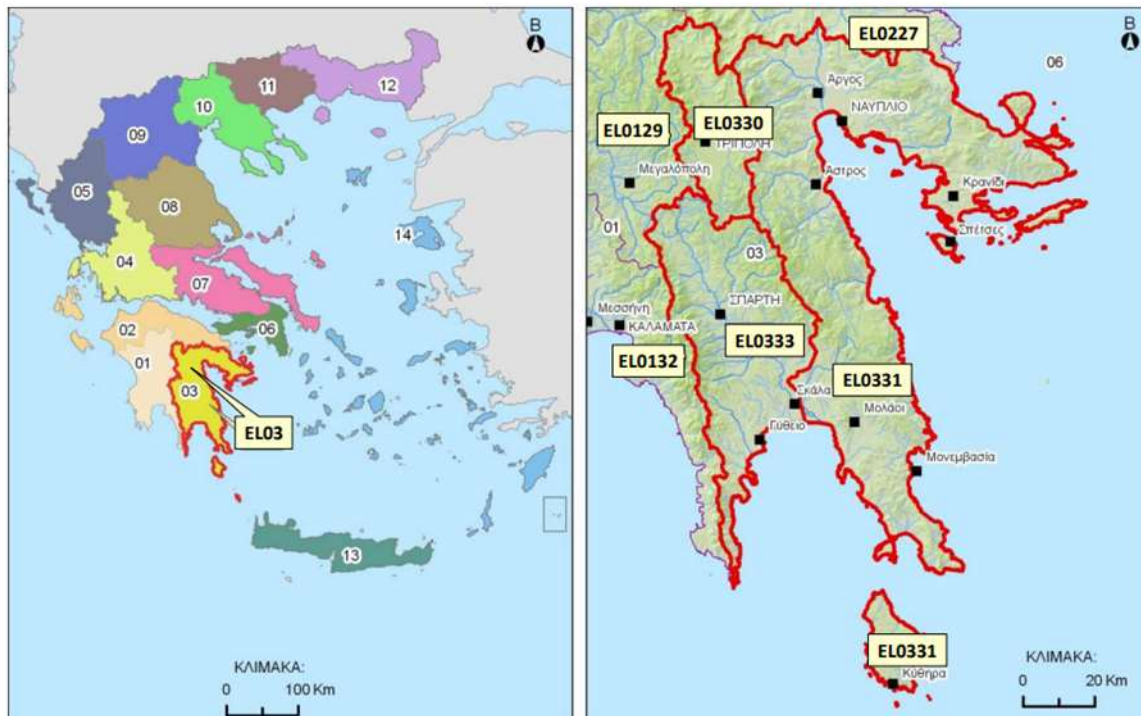 Β
11
12
10
09
05
08
14
04
07
02
06
01
03
EL03
13
ΚΛΙΜΑΚΑ:
0 100 Km
EL0227
Β
06
Άργος
ΝΑΥΠΛΙΟ
EL0129
EL0330
ΤΡΙΠΟΛΗ
Μεγαλόπολη
Άστρος
Κρανίδι
Σπέτσες
01
03
ΣΠΑΡΤΗ
Μεσσήνη
ΚΑΛΑΜΑΤΑ
EL0333
EL0132
EL0331
Σκάλα
Μολάοι
Γύθειο
Μονεμβασία
EL0331
Κύθηρα
ΚΛΙΜΑΚΑ:
0 20 Km